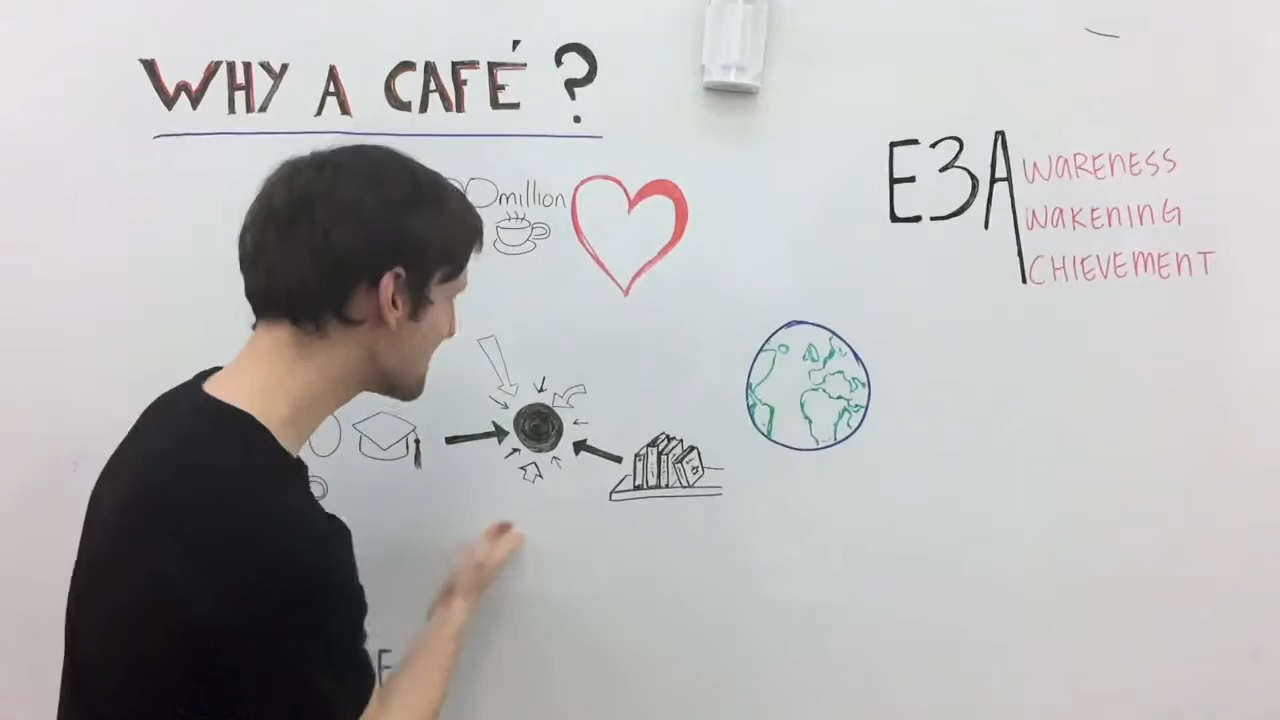 WHY A CAFÉ?
million
E3A WARENESS
WAKENING
CHIEVEMENT